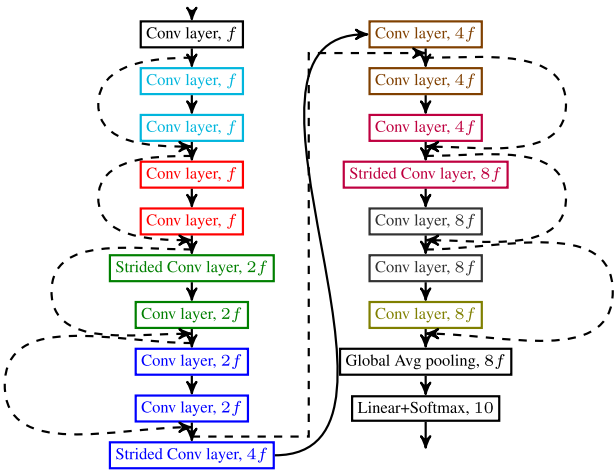 Conv layer, f
Conv layer, f
Conv layer, f
Conv layer, f
Conv layer, f
Strided Conv layer, 2f
Conv layer, 2f
Conv layer, 2f
Conv layer, 2f
Strided Conv layer, 4f
Conv layer, 4f
Conv layer, 4f
Conv layer, 4f
Strided Conv layer, 8f
Conv layer, 8f
Conv layer, 8f
Conv layer, 8f
Global Avg pooling, 8f
Linear+Softmax, 10